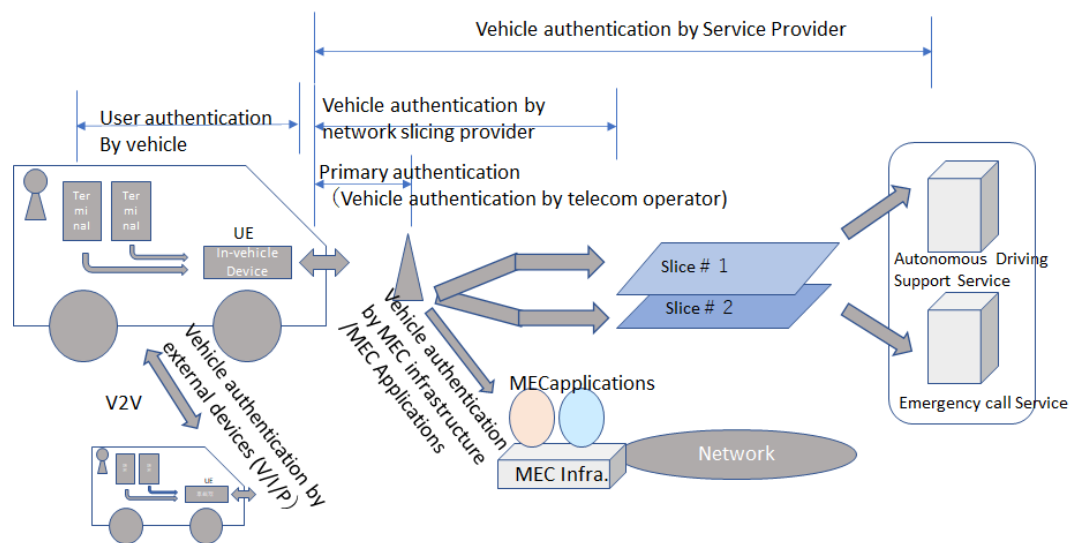 Vehicle authentication by Service Provider
User authentication
By vehicle
Vehicle authentication by
network slicing provider
Primary authentication
（Vehicle authentication by telecom operator)
Ter
mi
nal
Ter
mi
nal
UE
In-vehicle
Device
Slice # 1
Slice # 2
Autonomous Driving
Support Service
Emergency call Service
Vehicle authentication
by MEC infrastructure
/MEC Applications
MECapplications
MEC Infra.
Network
V2V
Vehicle authentication by
external devices (V/I/P）
UE